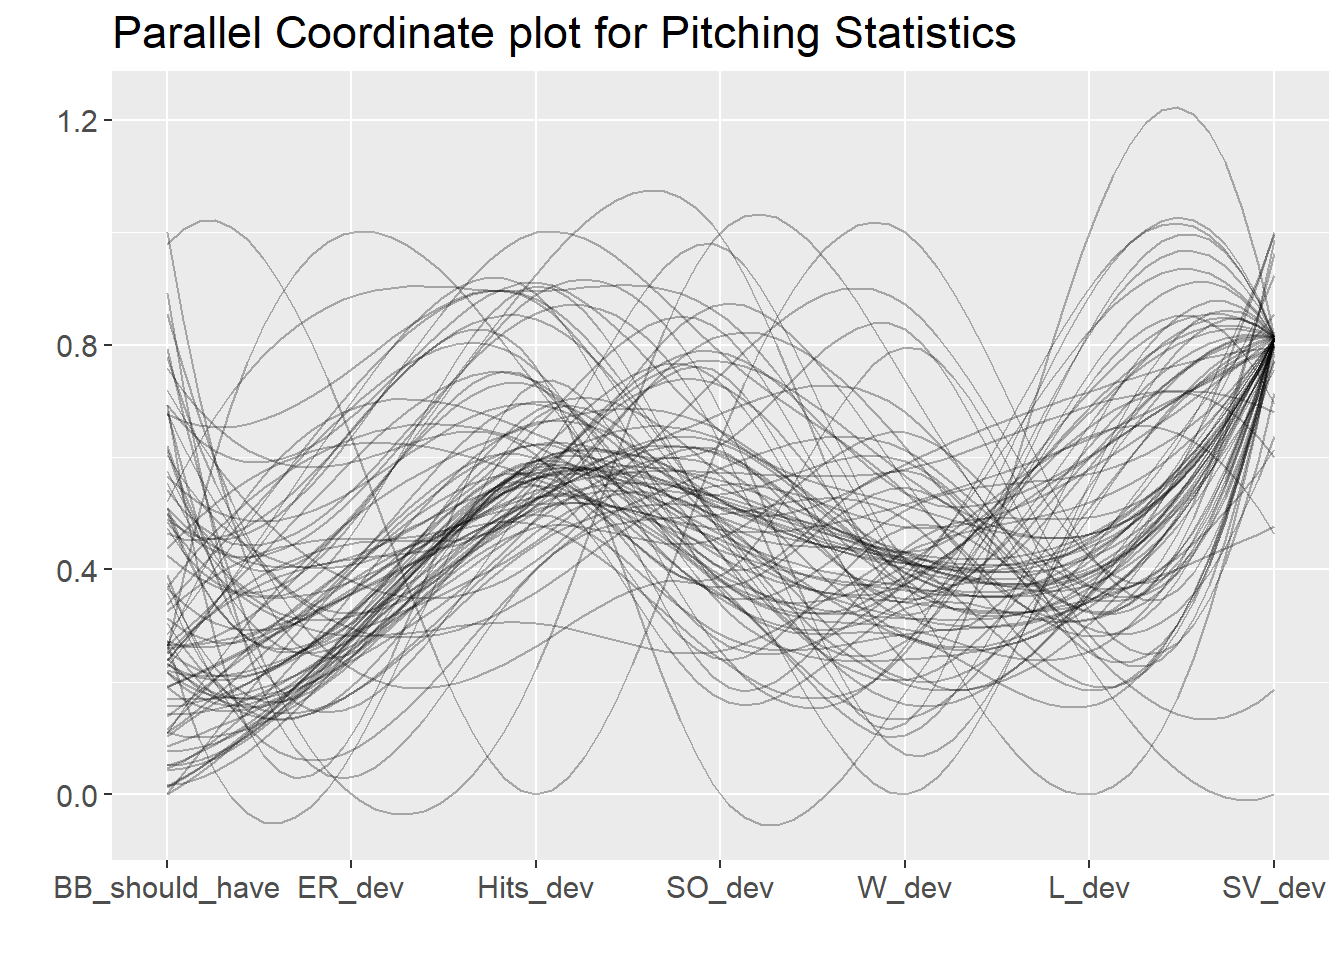 Parallel Coordinate plot for Pitching Statistics
1.2
0.8
0.4
0.0
BB_should_have ER_dev Hits_dev SO_dev W_dev L_dev SV_dev